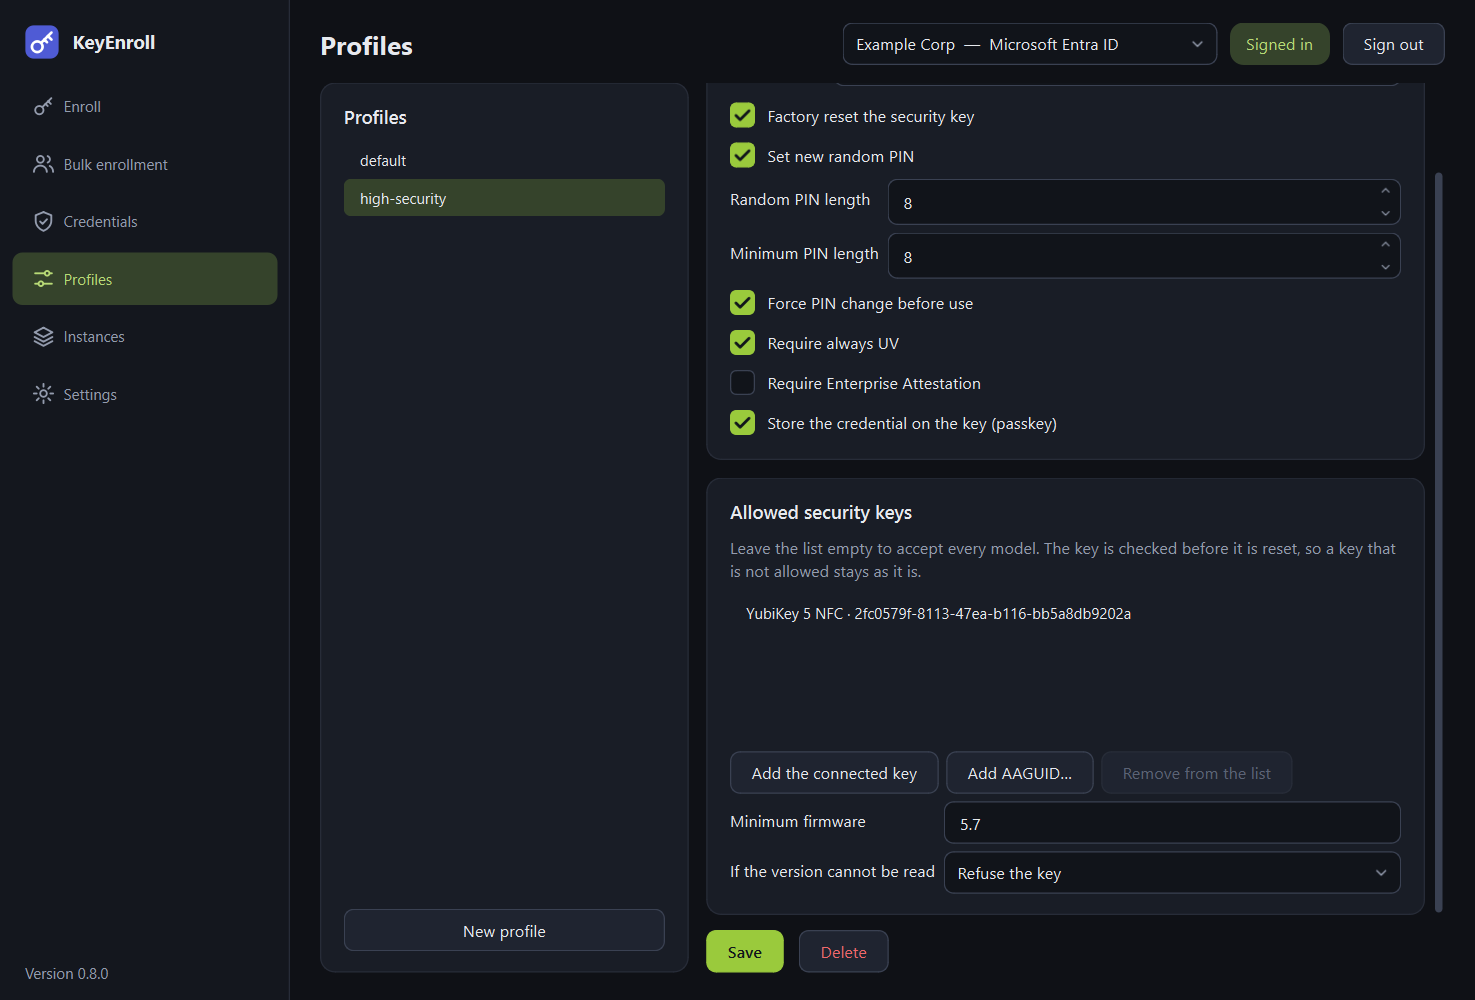 KeyEnroll
Enroll
Bulk enrollment
Credentials
Profiles
Instances
Settings
Version 0.8.0
Profiles
Example Corp — Microsoft Entra ID
Signed in
Sign out
Profiles
default
high-security
New profile
Factory reset the security key
Set new random PIN
Random PIN length 8
Minimum PIN length 8
Force PIN change before use
Require always UV
Require Enterprise Attestation
Store the credential on the key (passkey)
Allowed security keys
Leave the list empty to accept every model. The key is checked before it is reset, so a key that
is not allowed stays as it is.
YubiKey 5 NFC · 2fc0579f-8113-47ea-b116-bb5a8db9202a
Add the connected key
Add AAGUID...
Remove from the list
Minimum firmware 5.7
If the version cannot be read Refuse the key
Save
Delete